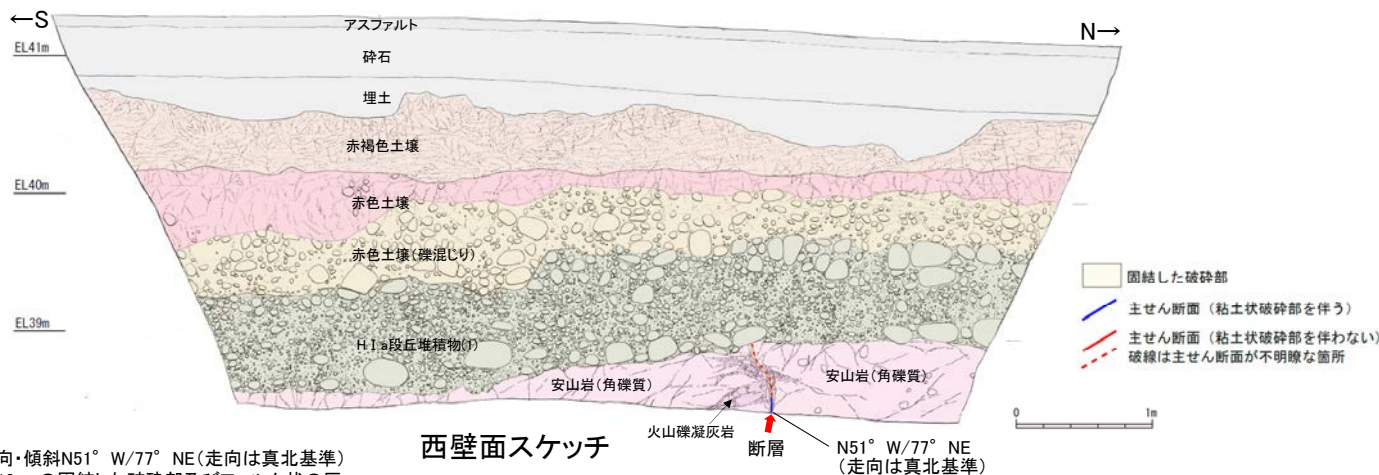 ←S
N→
アスファルト
EL41m
砕石
埋土
赤褐色土壌
EL40m
赤色土壌
赤色土壌(礫混じり)
固結した破砕部
主せん断面（粘土状破砕部を伴う）
主せん断面（粘土状破砕部を伴わない）
破線は主せん断面が不明瞭な箇所
EL39m
HⅠa段丘堆積物(1)
安山岩(角礫質)
安山岩(角礫質)
0 1m
火山礫凝灰岩
西壁面スケッチ
断層
N51° W/77° NE
(走向は真北基準)
向・傾斜N51° W/77° NE(走向は真北基準)